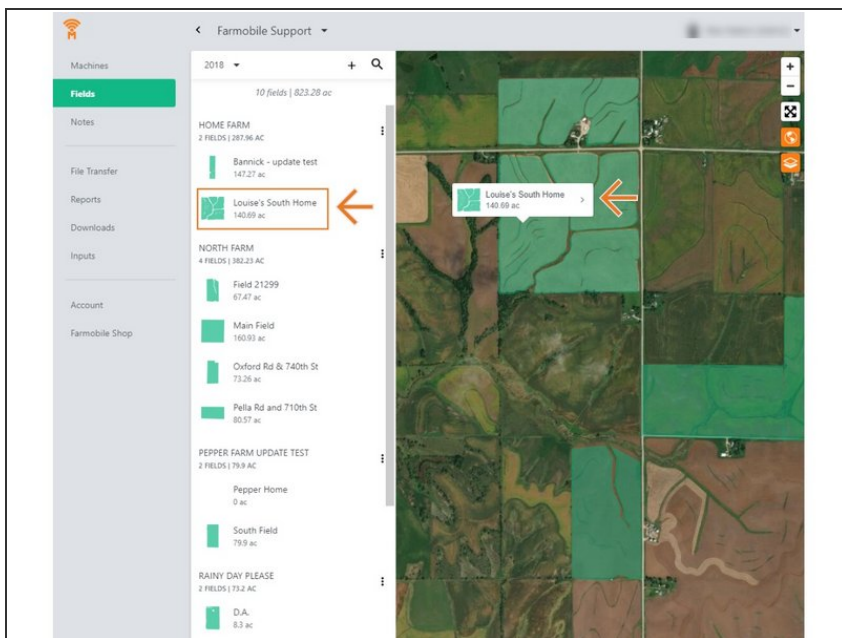 Farmobile Support
Machines
Fields
Notes
File Transfer
Reports
Downloads
Inputs
Account
Farmobile Shop
2018
10 fields | 823.28 ac
HOME FARM
2 FIELDS | 287.96 AC
Bannick - update test
147.27 ac
Louise's South Home
140.69 ac
NORTH FARM
4 FIELDS | 382.23 AC
Field 21299
67.47 ac
Main Field
160.93 ac
Oxford Rd & 740th St
73.26 ac
Pella Rd and 710th St
80.57 ac
PEPPER FARM UPDATE TEST
2 FIELDS | 79.9 AC
Pepper Home
0 ac
South Field
79.9 ac
RAINY DAY PLEASE
2 FIELDS | 73.2 AC
D.A.
8.3 ac
Louise's South Home
140.69 ac